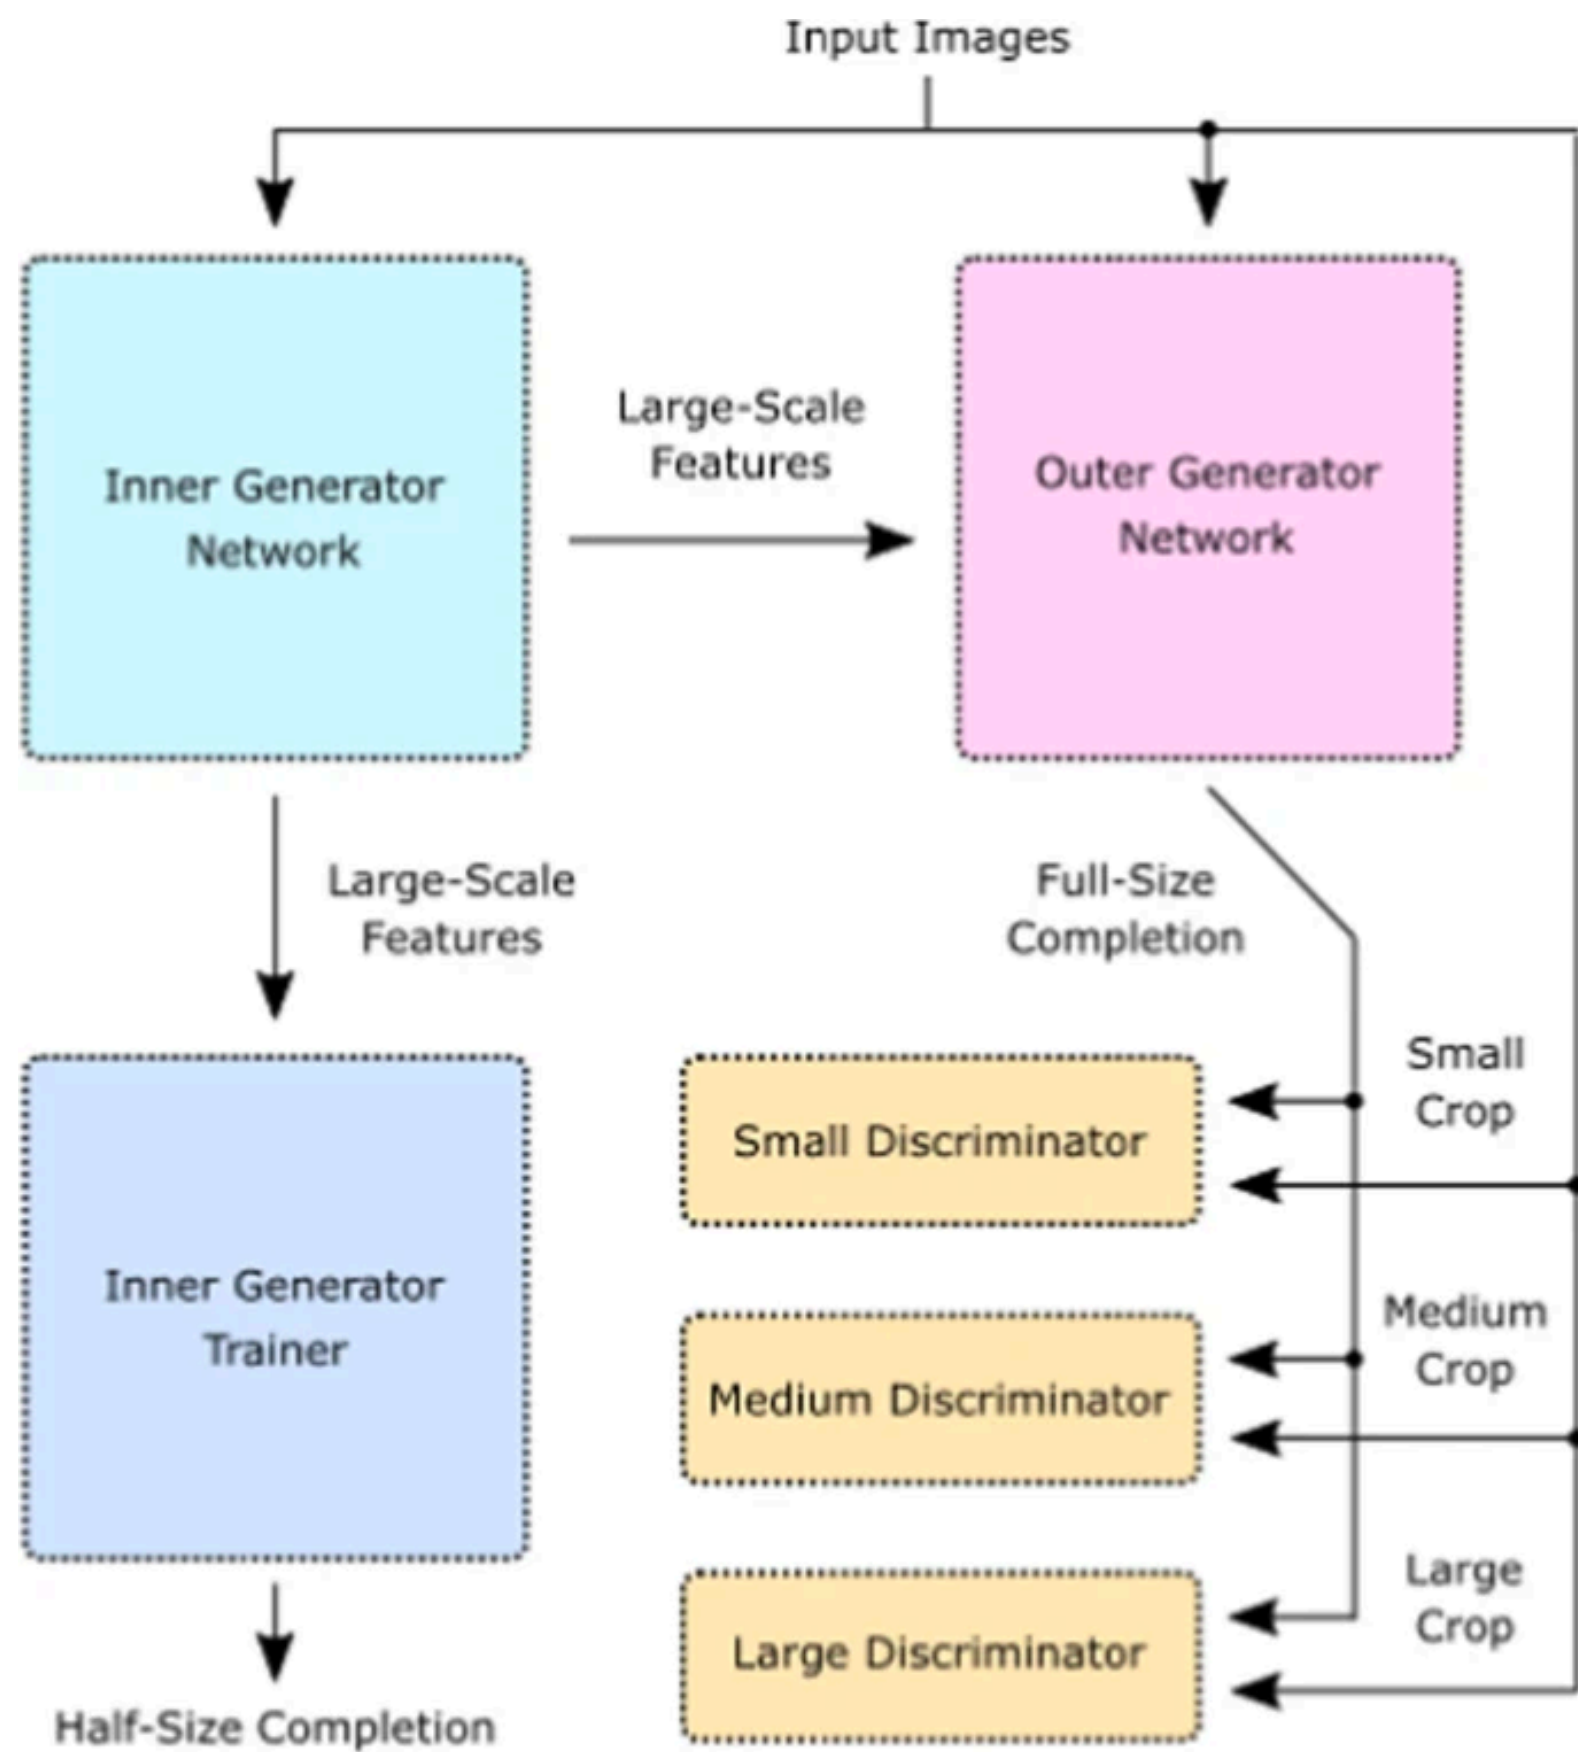 Input Images
Large-Scale
Features
Inner Generator
Network
Outer Generator
Network
Large-Scale
Features
Full-Size
Completion
Small
Crop
Small Discriminator
Inner Generator
Trainer
Medium
Crop
Medium Discriminator
Large
Crop
Large Discriminator
Half-Size Completion